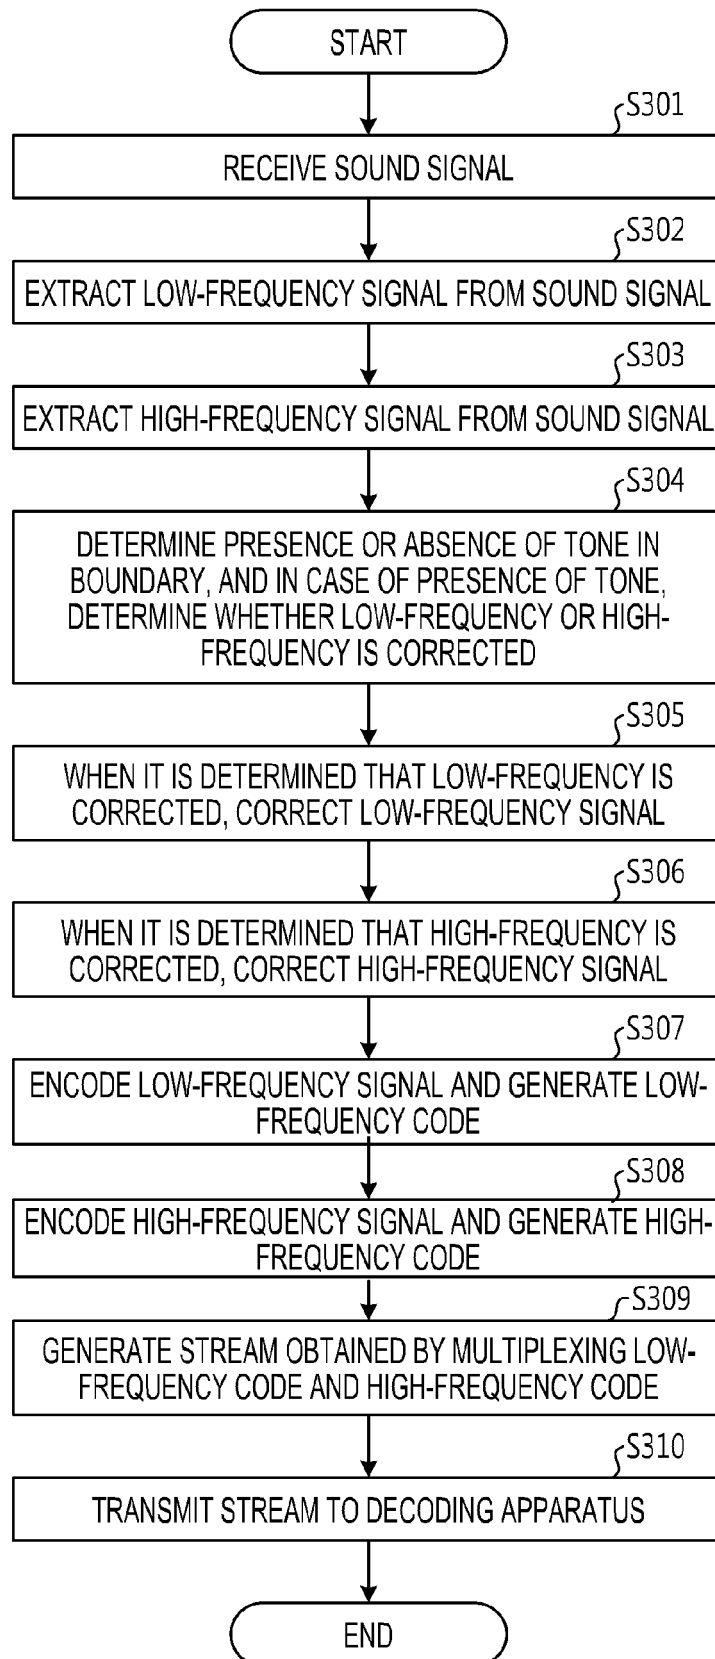 START
S301
RECEIVE SOUND SIGNAL
S302
EXTRACT LOW-FREQUENCY SIGNAL FROM SOUND SIGNAL
S303
EXTRACT HIGH-FREQUENCY SIGNAL FROM SOUND SIGNAL
S304
DETERMINE PRESENCE OR ABSENCE OF TONE IN
BOUNDARY, AND IN CASE OF PRESENCE OF TONE,
DETERMINE WHETHER LOW-FREQUENCY OR HIGH-
FREQUENCY IS CORRECTED
S305
WHEN IT IS DETERMINED THAT LOW-FREQUENCY IS
CORRECTED, CORRECT LOW-FREQUENCY SIGNAL
S306
WHEN IT IS DETERMINED THAT HIGH-FREQUENCY IS
CORRECTED, CORRECT HIGH-FREQUENCY SIGNAL
S307
ENCODE LOW-FREQUENCY SIGNAL AND GENERATE LOW-
FREQUENCY CODE
S308
ENCODE HIGH-FREQUENCY SIGNAL AND GENERATE HIGH-
FREQUENCY CODE
S309
GENERATE STREAM OBTAINED BY MULTIPLEXING LOW-
FREQUENCY CODE AND HIGH-FREQUENCY CODE
S310
TRANSMIT STREAM TO DECODING APPARATUS
END